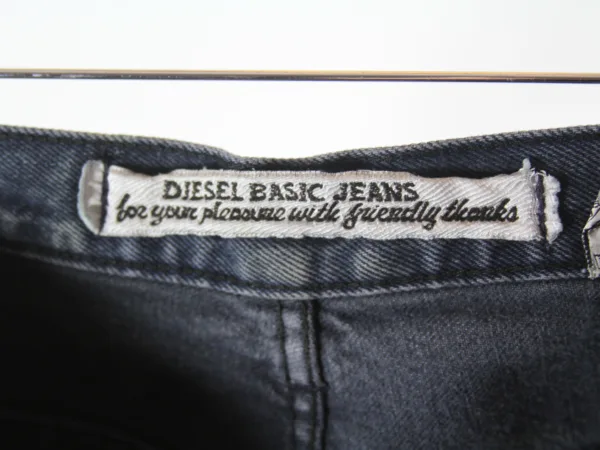 DIESEL BASIC JEANS
for your pleasure with friendly thanks